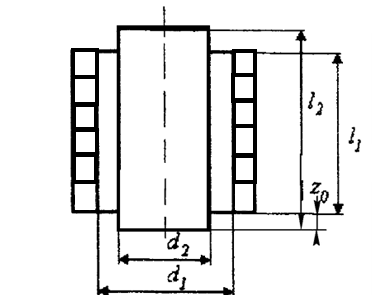 l₂
l₁
z₀
d₂
d₁